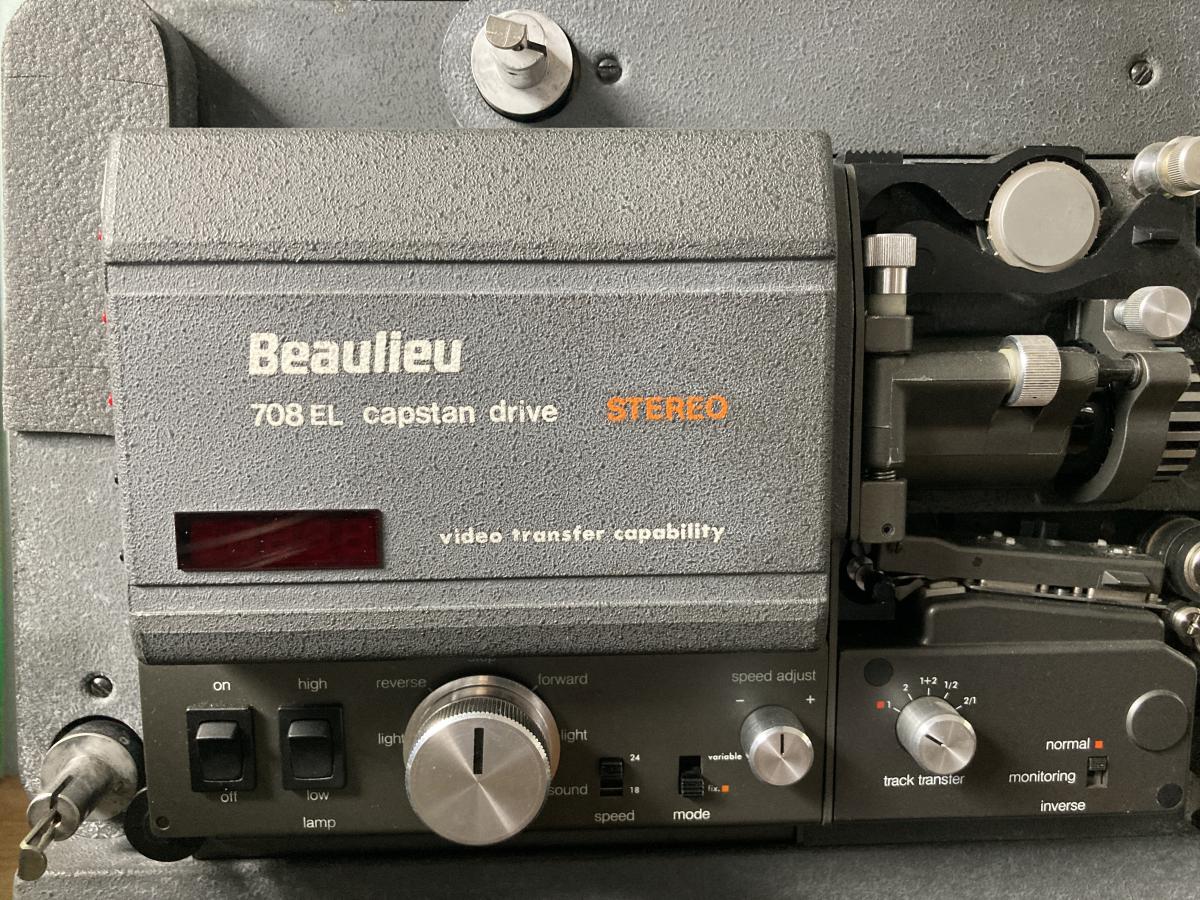 Beaulieu
708 EL capstan drive STEREO
video transfer capability
on high reverse forward speed adjust
- +
light light
sound
off low
lamp
24
18
speed
variable
fix.
mode
1 2 1+2 1/2 2/1
track transfer
normal
monitoring
inverse